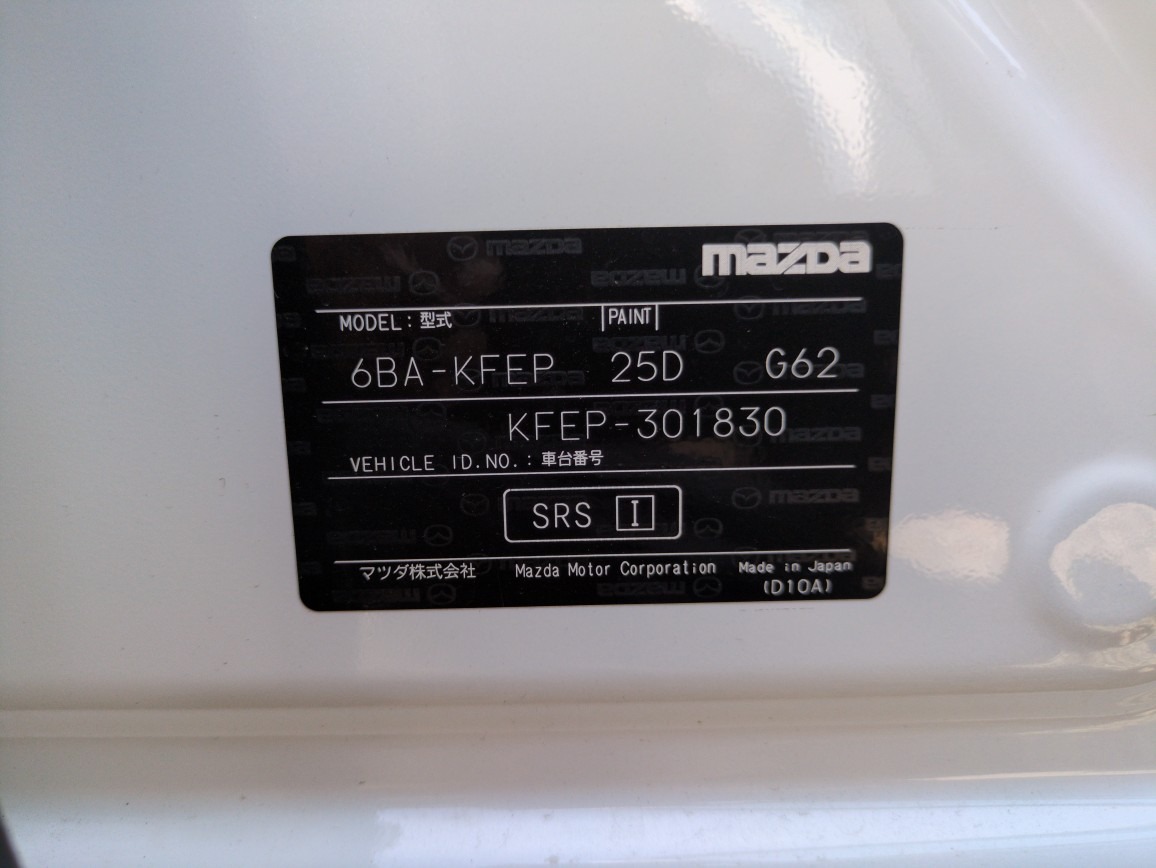 mazda
MODEL: 型式 PAINT
6BA-KFEP 25D G62
KFEP-301830
VEHICLE ID.NO.: 車台番号
SRS I
マツダ株式会社 Mazda Motor Corporation Made in Japan
(D10A)